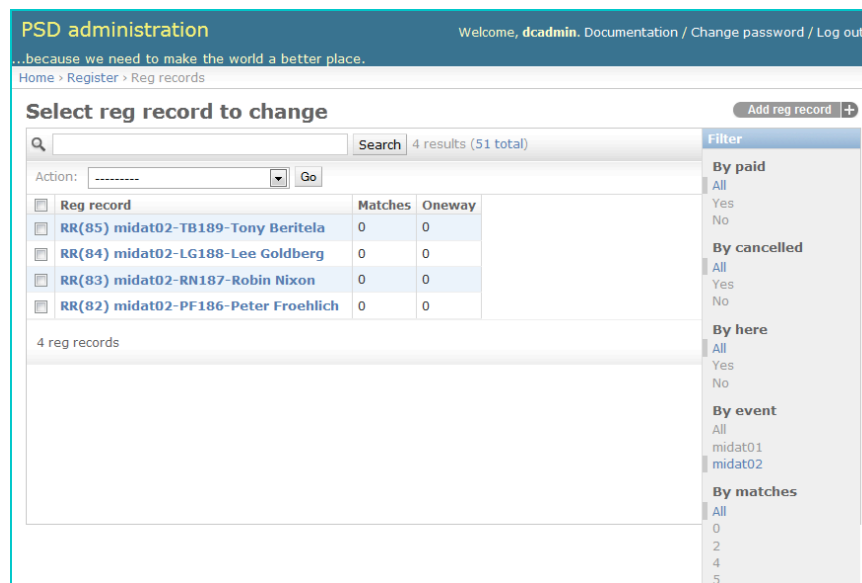 PSD administration
Welcome, dcadmin. Documentation / Change password / Log out
...because we need to make the world a better place.
Home › Register › Reg records
Select reg record to change
Add reg record +
Search 4 results (51 total)
Action: --------- Go
Reg record Matches Oneway
RR(85) midat02-TB189-Tony Beritela 0 0
RR(84) midat02-LG188-Lee Goldberg 0 0
RR(83) midat02-RN187-Robin Nixon 0 0
RR(82) midat02-PF186-Peter Froehlich 0 0
4 reg records
Filter
By paid
All
Yes
No
By cancelled
All
Yes
No
By here
All
Yes
No
By event
All
midat01
midat02
By matches
All
0
2
4
5